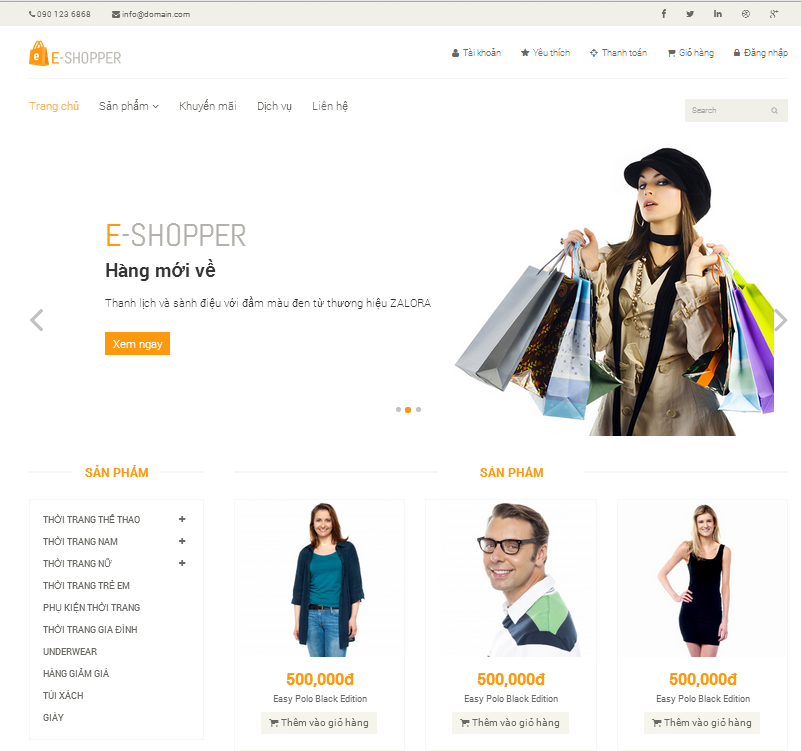 090 123 6868 info@domain.com
E-SHOPPER
Tài khoản Yêu thích Thanh toán Giỏ hàng Đăng nhập
Trang chủ Sản phẩm Khuyến mãi Dịch vụ Liên hệ
Search
E-SHOPPER
Hàng mới về
Thanh lịch và sành điệu với đầm màu đen từ thương hiệu ZALORA
Xem ngay
SẢN PHẨM
THỜI TRANG THỂ THAO
THỜI TRANG NAM
THỜI TRANG NỮ
THỜI TRANG TRẺ EM
PHỤ KIỆN THỜI TRANG
THỜI TRANG GIA ĐÌNH
UNDERWEAR
HÀNG GIẢM GIÁ
TÚI XÁCH
GIÀY
SẢN PHẨM
500,000đ 500,000đ 500,000đ
Easy Polo Black Edition Easy Polo Black Edition Easy Polo Black Edition
Thêm vào giỏ hàng Thêm vào giỏ hàng Thêm vào giỏ hàng